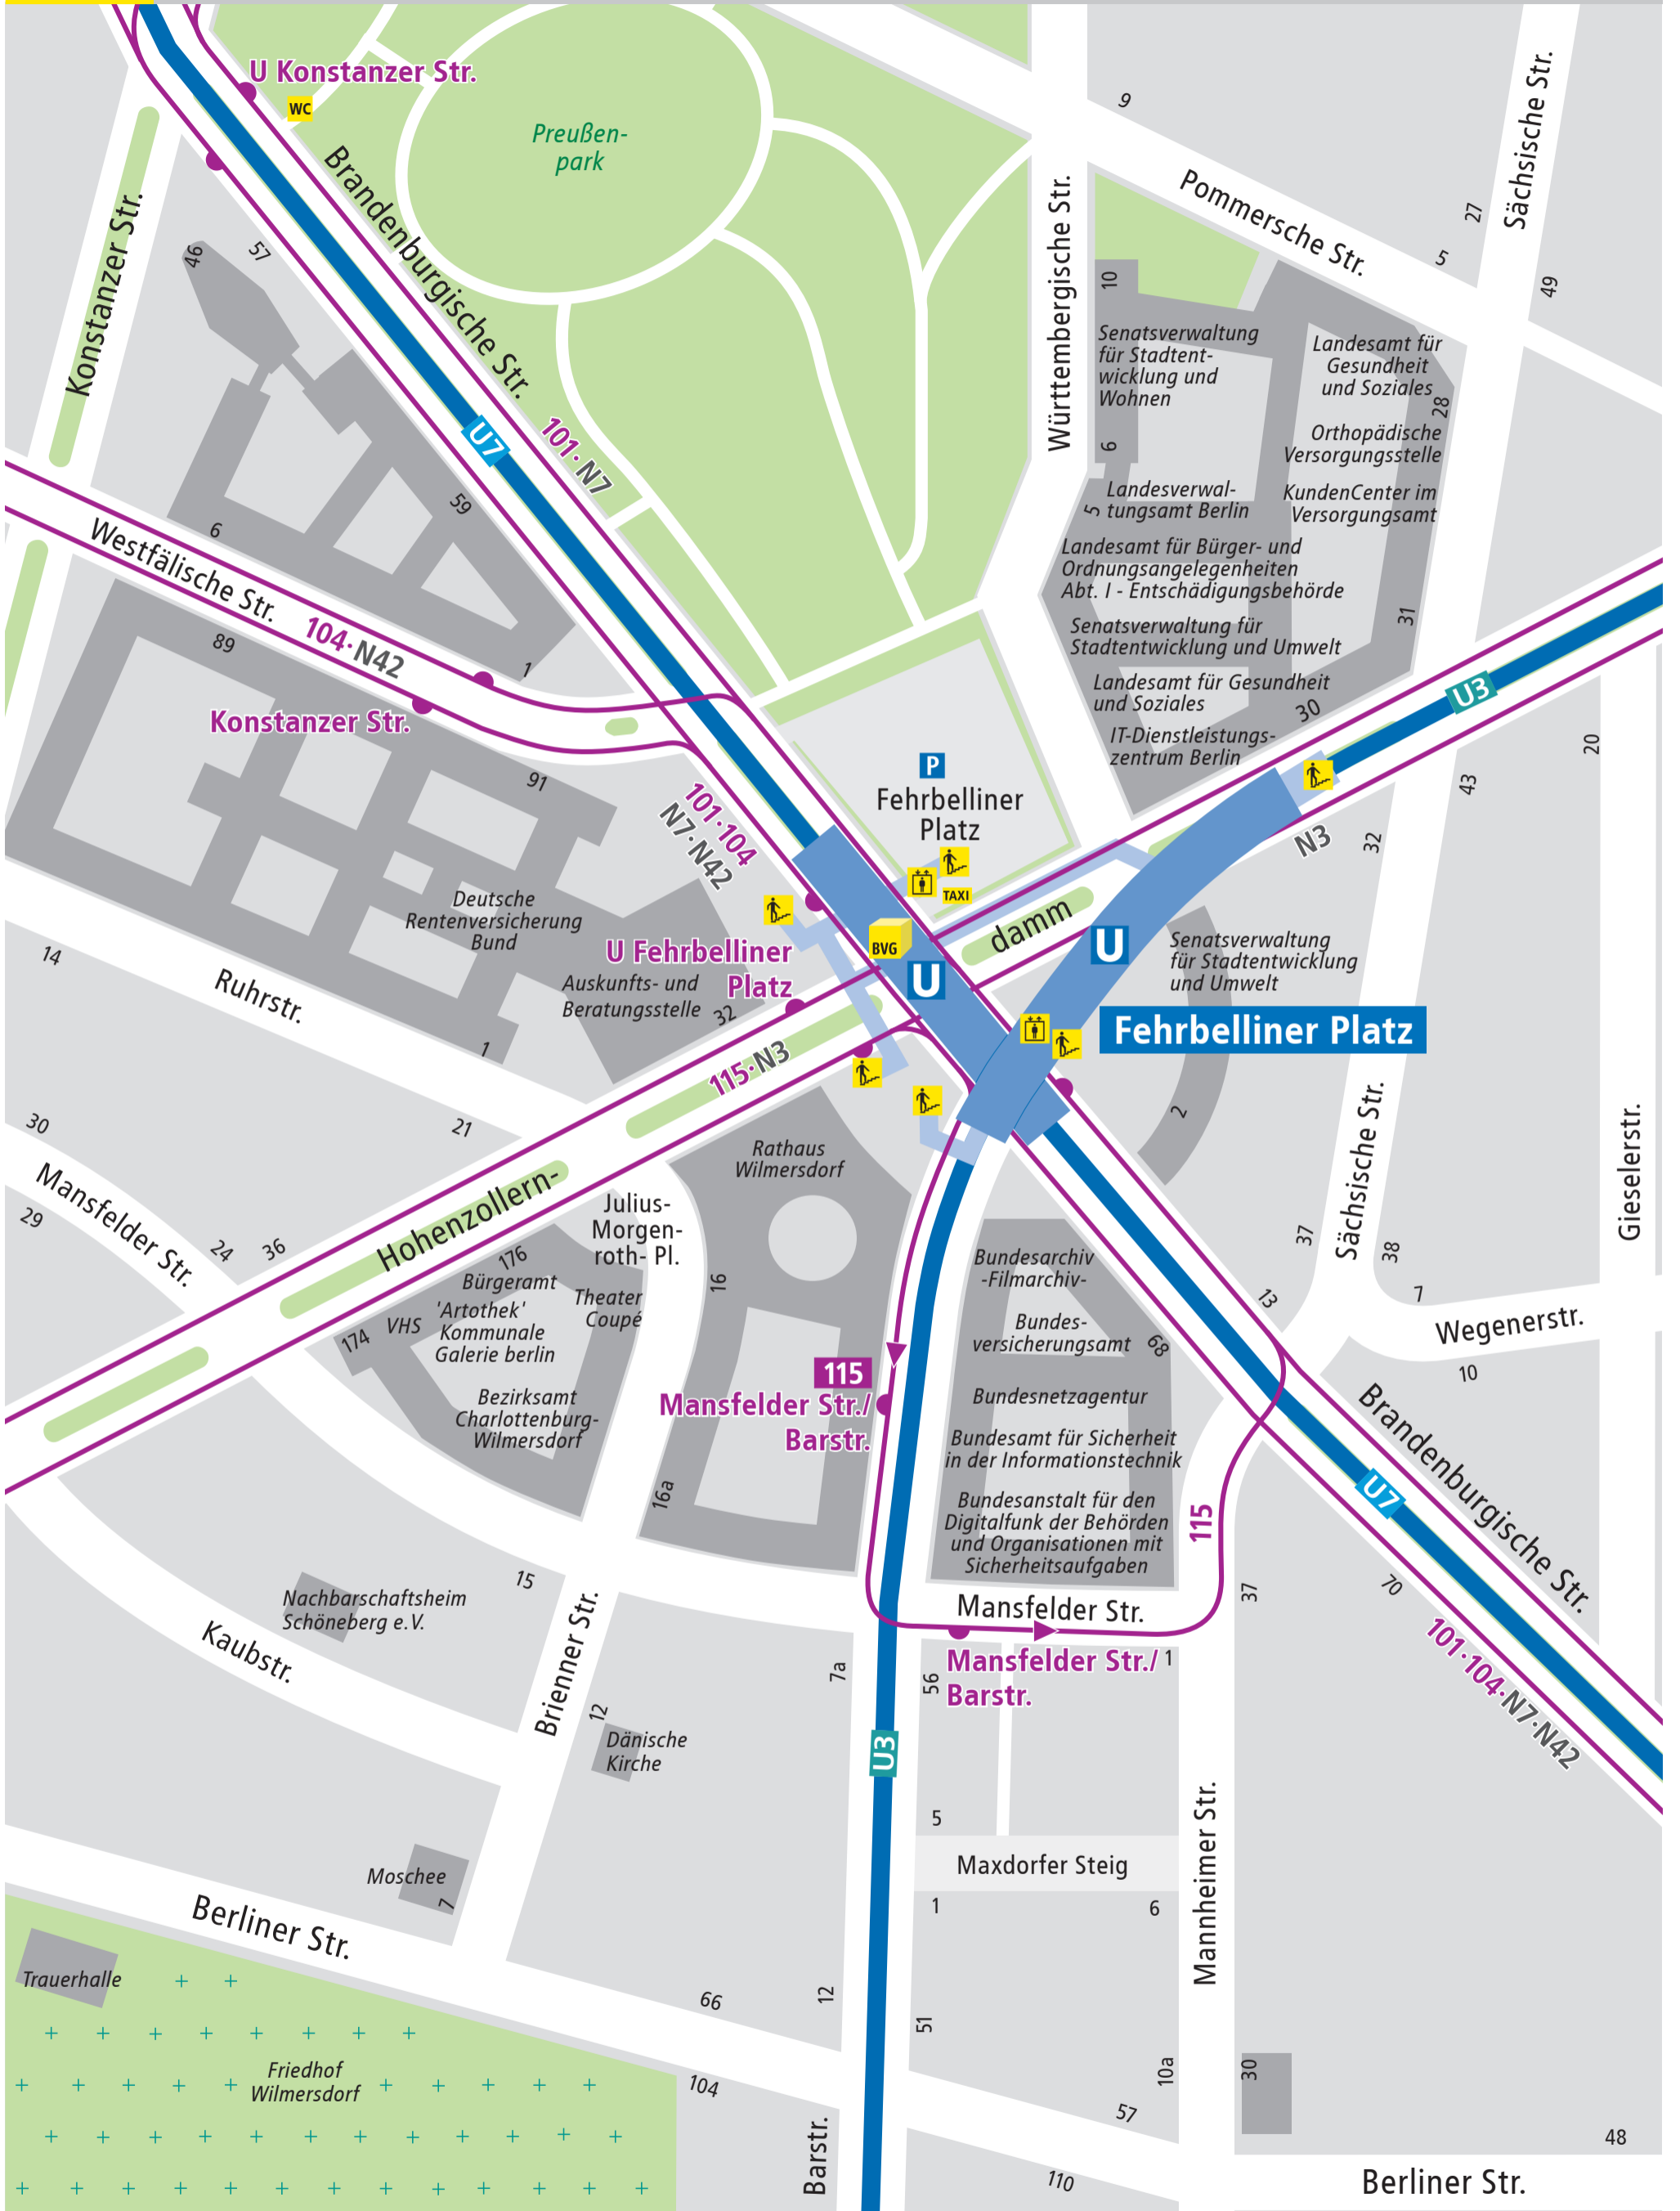 U Konstanzer Str.
WC
Preußen-
park
Brandenburgische Str.
Konstanzer Str.
46
57
9
Pommersche Str.
Sächsische Str.
27
5
49
Württembergische Str.
10
Senatsverwaltung
für Stadtent-
wicklung und
Wohnen
6
Landesamt für
Gesundheit
und Soziales
28
Orthopädische
Versorgungsstelle
KundenCenter im
Versorgungsamt
5
Landesverwal-
tungsamt Berlin
Landesamt für Bürger- und
Ordnungsangelegenheiten
Abt. I - Entschädigungsbehörde
31
Senatsverwaltung für
Stadtentwicklung und Umwelt
Landesamt für Gesundheit
und Soziales
30
IT-Dienstleistungs-
zentrum Berlin
U7
101·N7
59
6
Westfälische Str.
104·N42
89
1
Konstanzer Str.
91
U3
20
43
32
N3
P
Fehrbelliner
Platz
TAXI
101·104
N7·N42
BVG
U
U
damm
Deutsche
Rentenversicherung
Bund
U Fehrbelliner
Platz
Auskunfts- und
Beratungsstelle
32
Senatsverwaltung
für Stadtentwicklung
und Umwelt
Fehrbelliner Platz
2
14
Ruhrstr.
1
115·N3
21
30
Mansfelder Str.
29
24
36
Hohenzollern-
Rathaus
Wilmersdorf
Julius-
Morgen-
roth- Pl.
16
176
Bürgeramt
'Artothek'
Kommunale
Galerie berlin
VHS
174
Theater
Coupé
Bezirksamt
Charlottenburg-
Wilmersdorf
16a
115
Mansfelder Str./
Barstr.
Bundesarchiv
-Filmarchiv-
Bundes-
versicherungsamt
68
Bundesnetzagentur
Bundesamt für Sicherheit
in der Informationstechnik
Bundesanstalt für den
Digitalfunk der Behörden
und Organisationen mit
Sicherheitsaufgaben
115
Sächsische Str.
37
38
Gieselerstr.
13
7
Wegenerstr.
10
Brandenburgische Str.
U7
70
37
101·104·N7·N42
Mansfelder Str.
Mansfelder Str./
Barstr.
1
15
Nachbarschaftsheim
Schöneberg e.V.
Kaubstr.
Brienner Str.
12
Dänische
Kirche
7a
56
U3
5
Maxdorfer Steig
1
6
Mannheimer Str.
Moschee
7
Berliner Str.
Trauerhalle
Friedhof
Wilmersdorf
66
12
51
104
10a
30
57
48
Barstr.
110
Berliner Str.